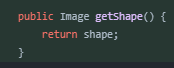 public Image getShape() {
    return shape;
}